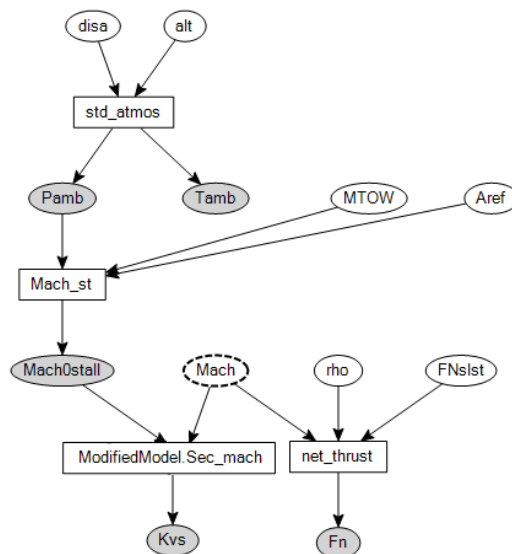 disa alt
std_atmos
Pamb Tamb MTOW Aref
Mach_st
Mach0stall Mach rho FNslst
ModifiedModel.Sec_mach net_thrust
Kvs Fn